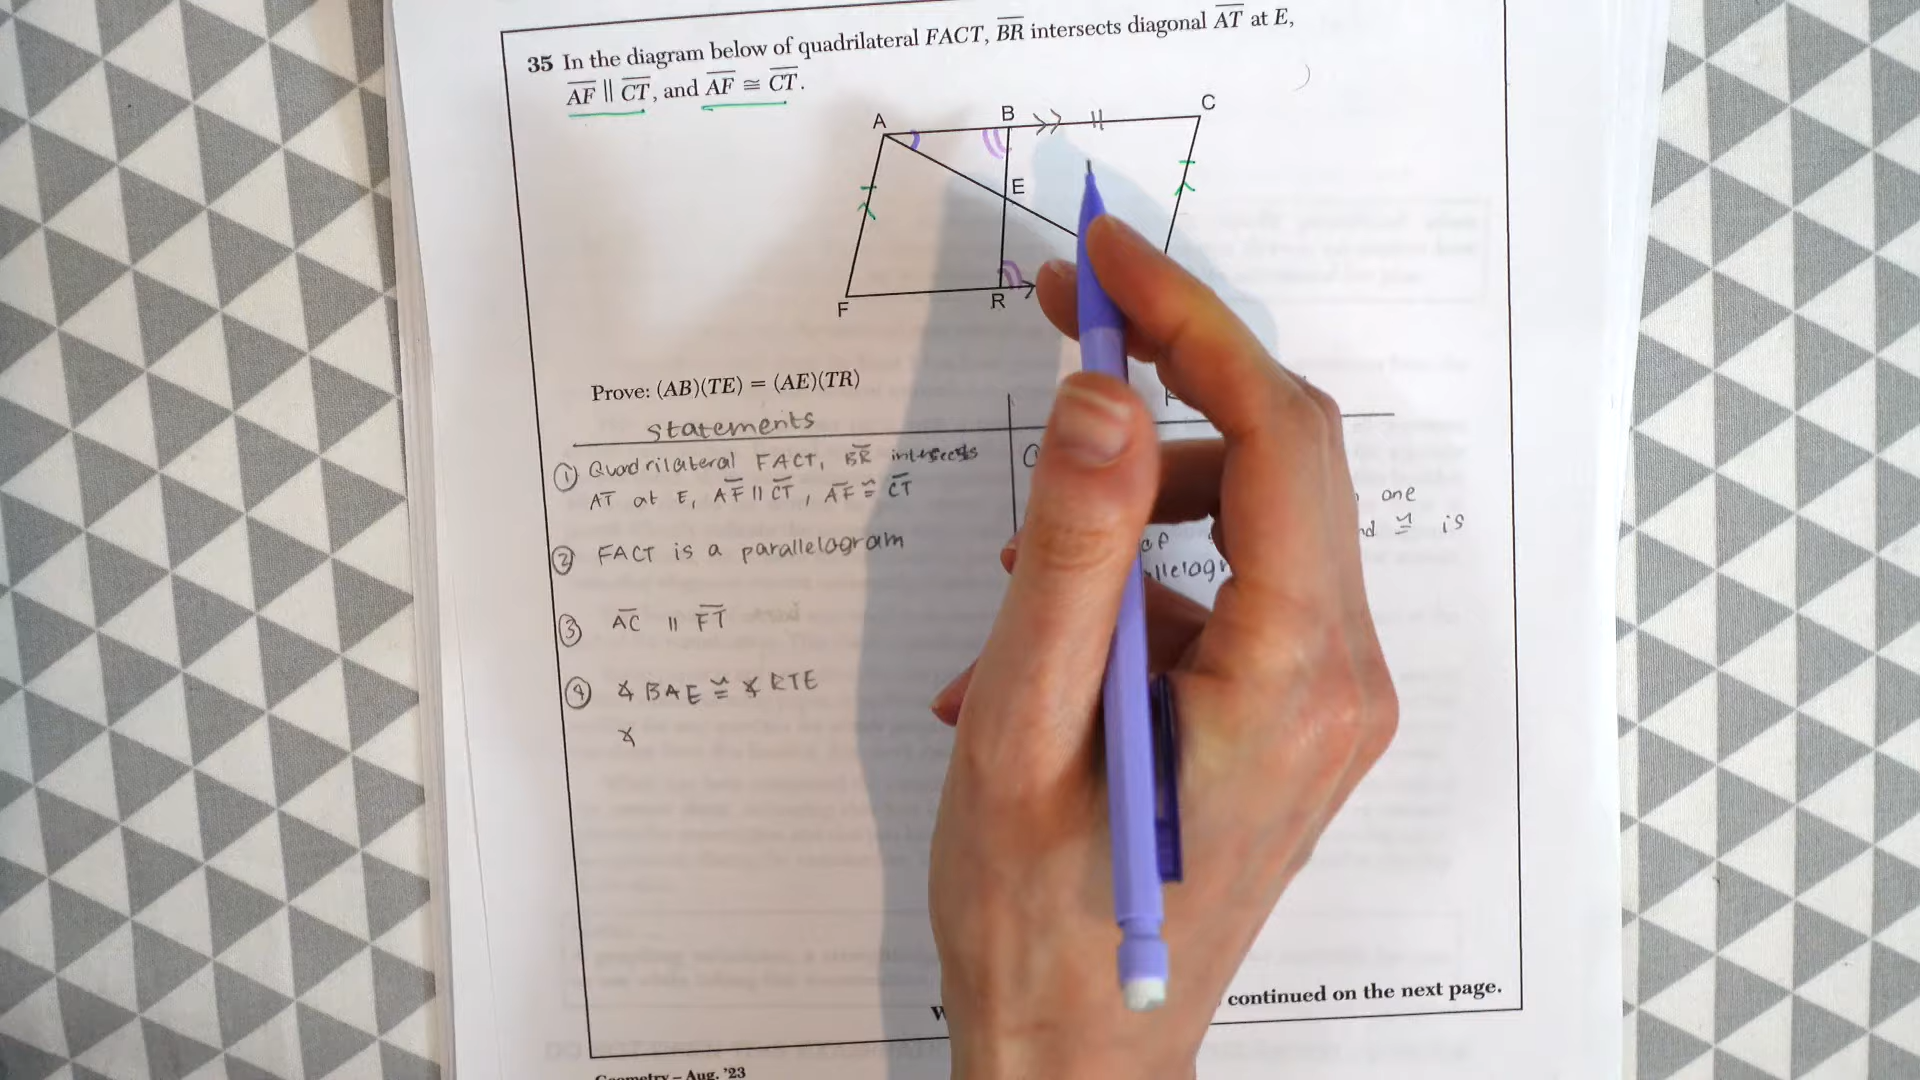 35 In the diagram below of quadrilateral FACT, BR intersects diagonal AT at E,
AF || CT, and AF ≅ CT.
A
B
C
E
F
R
Prove: (AB)(TE) = (AE)(TR)
statements
① Quadrilateral FACT, BR intersects
AT at E, AF || CT, AF ≅ CT
one
② FACT is a parallelogram
of
≅ is
③ AC || FT
④ ∡ BAE ≅ ∡ RTE
∡
continued on the next page.
Geometry – Aug. '23